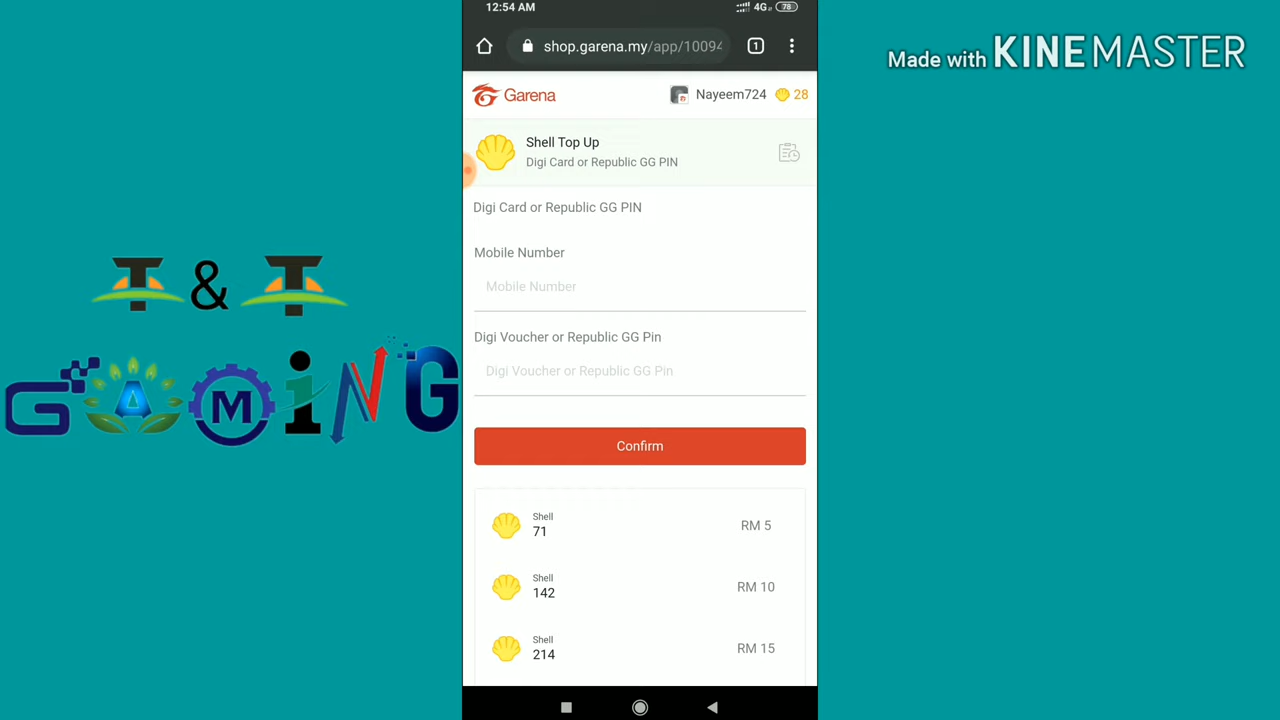 12:54 AM
4G
78
shop.garena.my/app/10094
1
Made with KINEMASTER
Garena
Nayeem724
28
Shell Top Up
Digi Card or Republic GG PIN
Digi Card or Republic GG PIN
Mobile Number
Mobile Number
Digi Voucher or Republic GG Pin
Digi Voucher or Republic GG Pin
Confirm
Shell
71
RM 5
Shell
142
RM 10
Shell
214
RM 15
T & T
GAMiNG